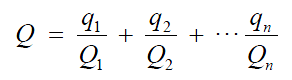 Q = q₁/Q₁ + q₂/Q₂ + ⋯ qₙ/Qₙ